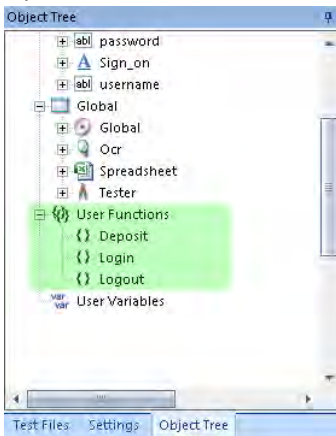 Object Tree
abl password
A Sign_on
abl username
Global
Global
Ocr
Spreadsheet
Tester
User Functions
Deposit
Login
Logout
var var User Variables
Test Files Settings Object Tree